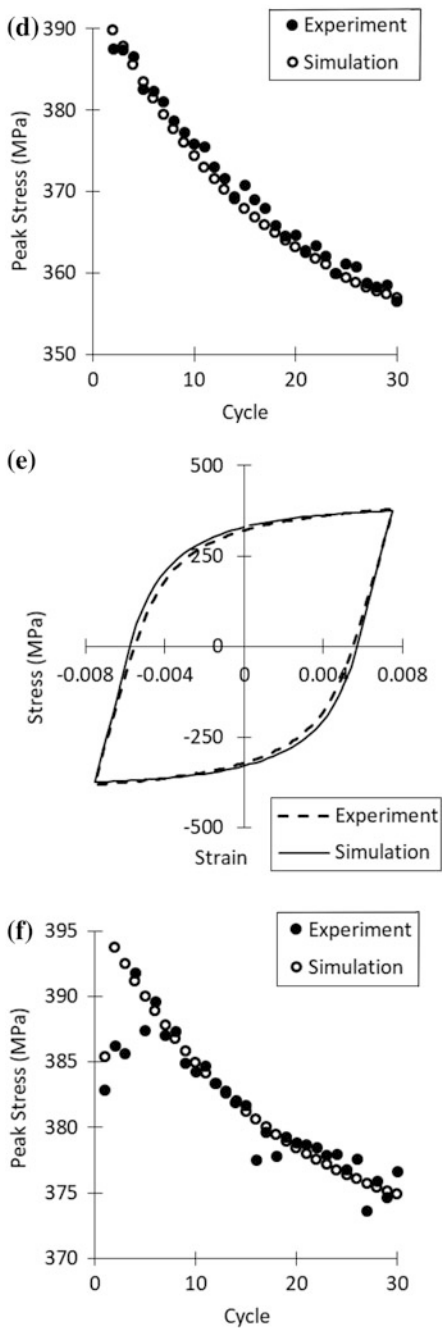 (d)
Experiment
Simulation
390
380
370
360
350
Peak Stress (MPa)
0 10 20 30
Cycle
(e)
500
250
0
-250
-500
Stress (MPa)
-0.008 -0.004 0 0.004 0.008
Strain
Experiment
Simulation
(f)
Experiment
Simulation
395
390
385
380
375
370
Peak Stress (MPa)
0 10 20 30
Cycle